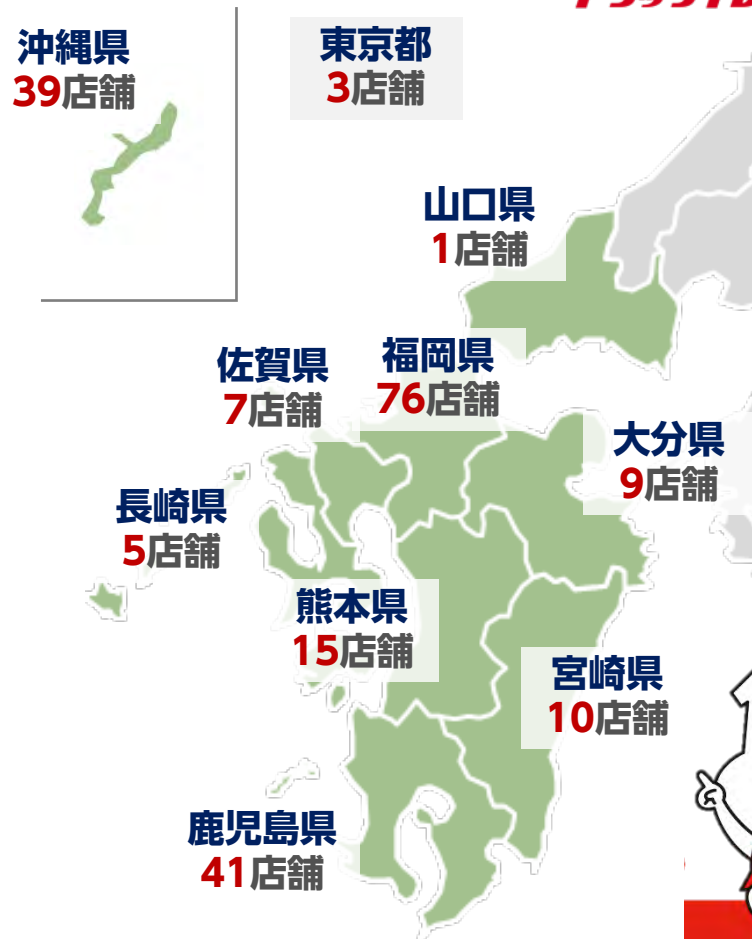 沖縄県
39店舗
東京都
3店舗
山口県
1店舗
佐賀県
7店舗
福岡県
76店舗
大分県
9店舗
長崎県
5店舗
熊本県
15店舗
宮崎県
10店舗
鹿児島県
41店舗